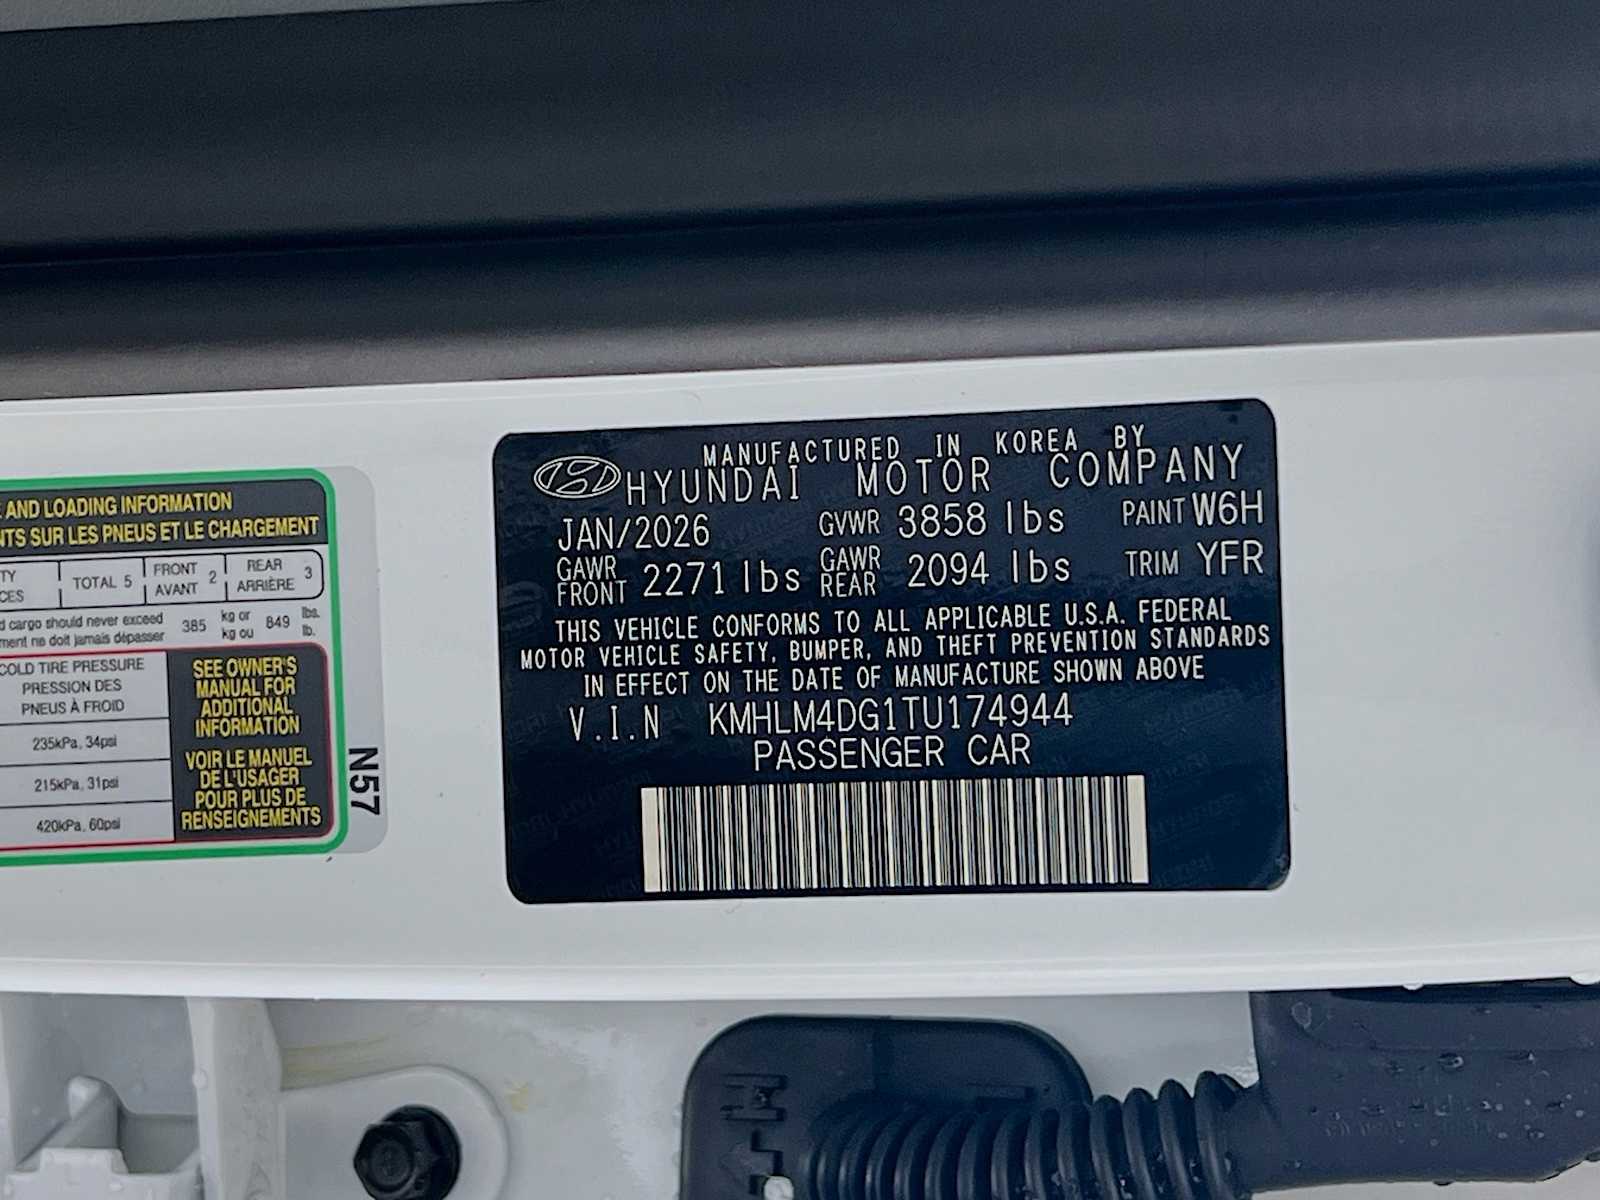 E AND LOADING INFORMATION
NTS SUR LES PNEUS ET LE CHARGEMENT
TY
CES
TOTAL 5
FRONT
AVANT 2
REAR
ARRIÈRE 3
d cargo should never exceed
ment ne doit jamais dépasser
385
kg or
kg ou
849
lbs.
lb.
COLD TIRE PRESSURE
PRESSION DES
PNEUS À FROID
235kPa, 34psi
215kPa, 31psi
420kPa, 60psi
SEE OWNER'S
MANUAL FOR
ADDITIONAL
INFORMATION
VOIR LE MANUEL
DE L'USAGER
POUR PLUS DE
RENSEIGNEMENTS
N57
MANUFACTURED IN KOREA BY
HYUNDAI MOTOR COMPANY
JAN/2026 GVWR 3858 lbs PAINT W6H
GAWR FRONT 2271 lbs GAWR REAR 2094 lbs TRIM YFR
THIS VEHICLE CONFORMS TO ALL APPLICABLE U.S.A. FEDERAL
MOTOR VEHICLE SAFETY, BUMPER, AND THEFT PREVENTION STANDARDS
IN EFFECT ON THE DATE OF MANUFACTURE SHOWN ABOVE
V.I.N KMHLM4DG1TU174944
PASSENGER CAR